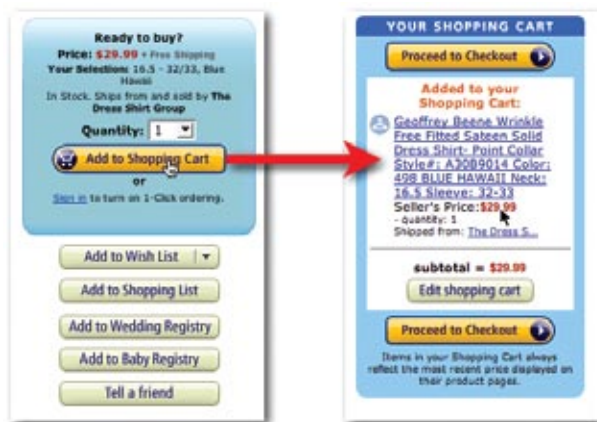 Ready to buy?
Price: $29.99 + Free Shipping
Your Selection: 16.5 - 32/33, Blue
Hawaii
In Stock. Ships from and sold by The
Dress Shirt Group
Quantity: 1
Add to Shopping Cart
or
Sign in to turn on 1-Click ordering.
Add to Wish List
Add to Shopping List
Add to Wedding Registry
Add to Baby Registry
Tell a friend
YOUR SHOPPING CART
Proceed to Checkout
Added to your
Shopping Cart:
Geoffrey Beene Wrinkle
Free Fitted Sateen Solid
Dress Shirt- Point Collar
Style#: A30B9014 Color:
498 BLUE HAWAII Neck:
16.5 Sleeve: 32-33
Seller's Price:$29.99
- quantity: 1
Shipped from: The Dress S...
subtotal = $29.99
Edit shopping cart
Proceed to Checkout
Items in your Shopping Cart always
reflect the most recent price displayed on
their product pages.